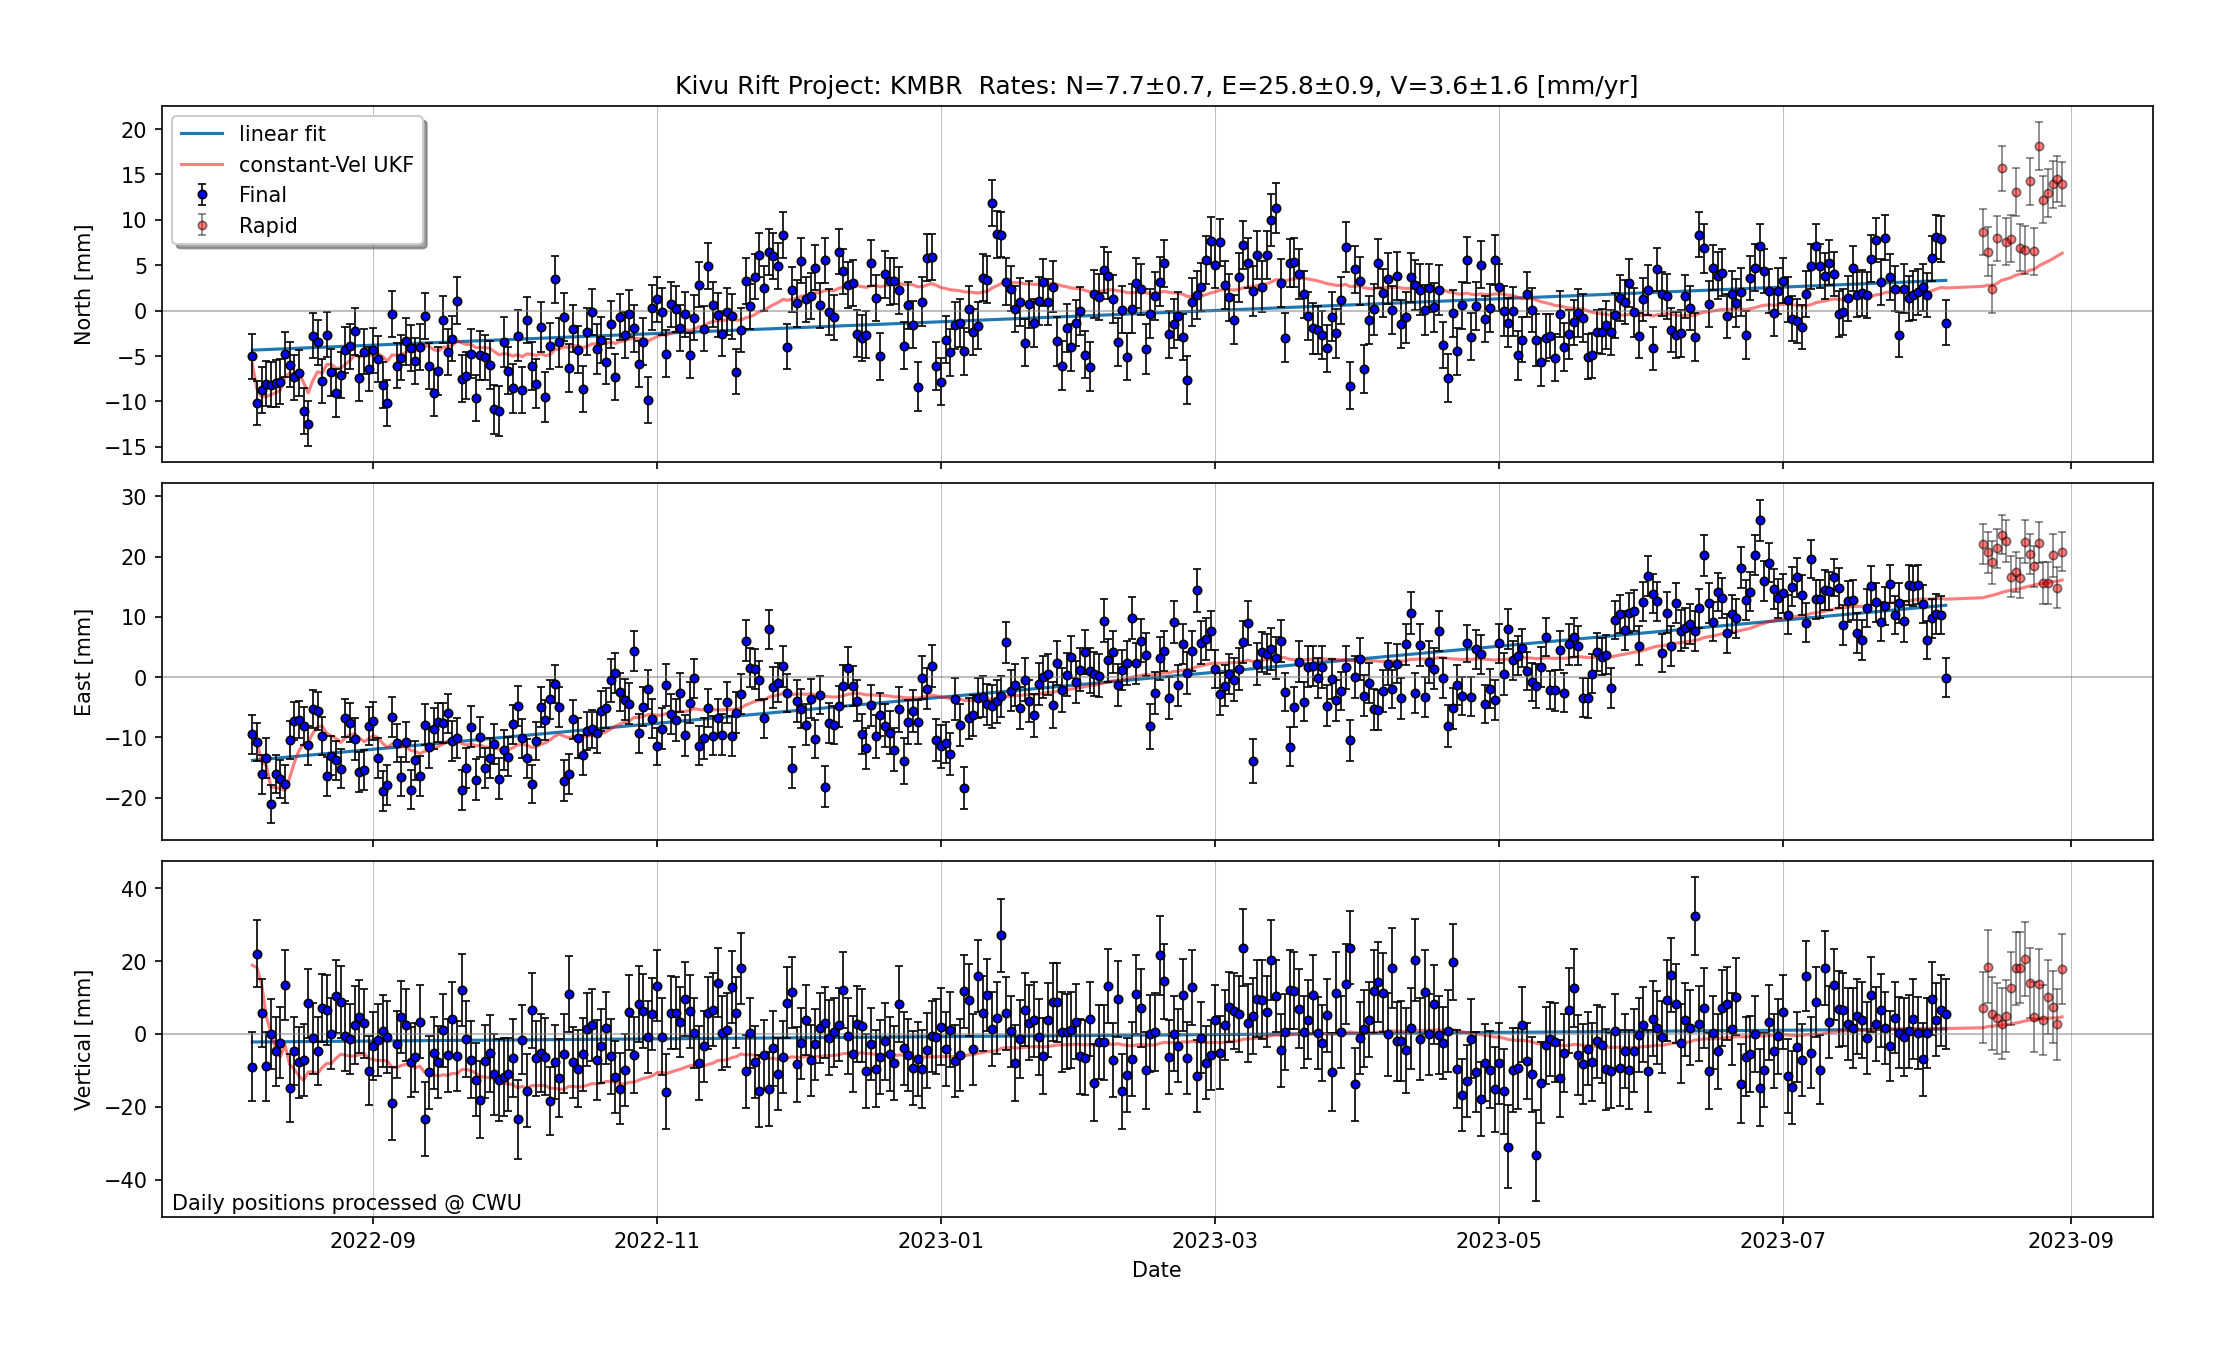 Kivu Rift Project: KMBR  Rates: N=7.7±0.7, E=25.8±0.9, V=3.6±1.6 [mm/yr]
linear fit
constant-Vel UKF
Final
Rapid
North [mm]
20
15
10
5
0
−5
−10
−15
East [mm]
30
20
10
0
−10
−20
Vertical [mm]
40
20
0
−20
−40
Daily positions processed @ CWU
2022-09
2022-11
2023-01
2023-03
2023-05
2023-07
2023-09
Date